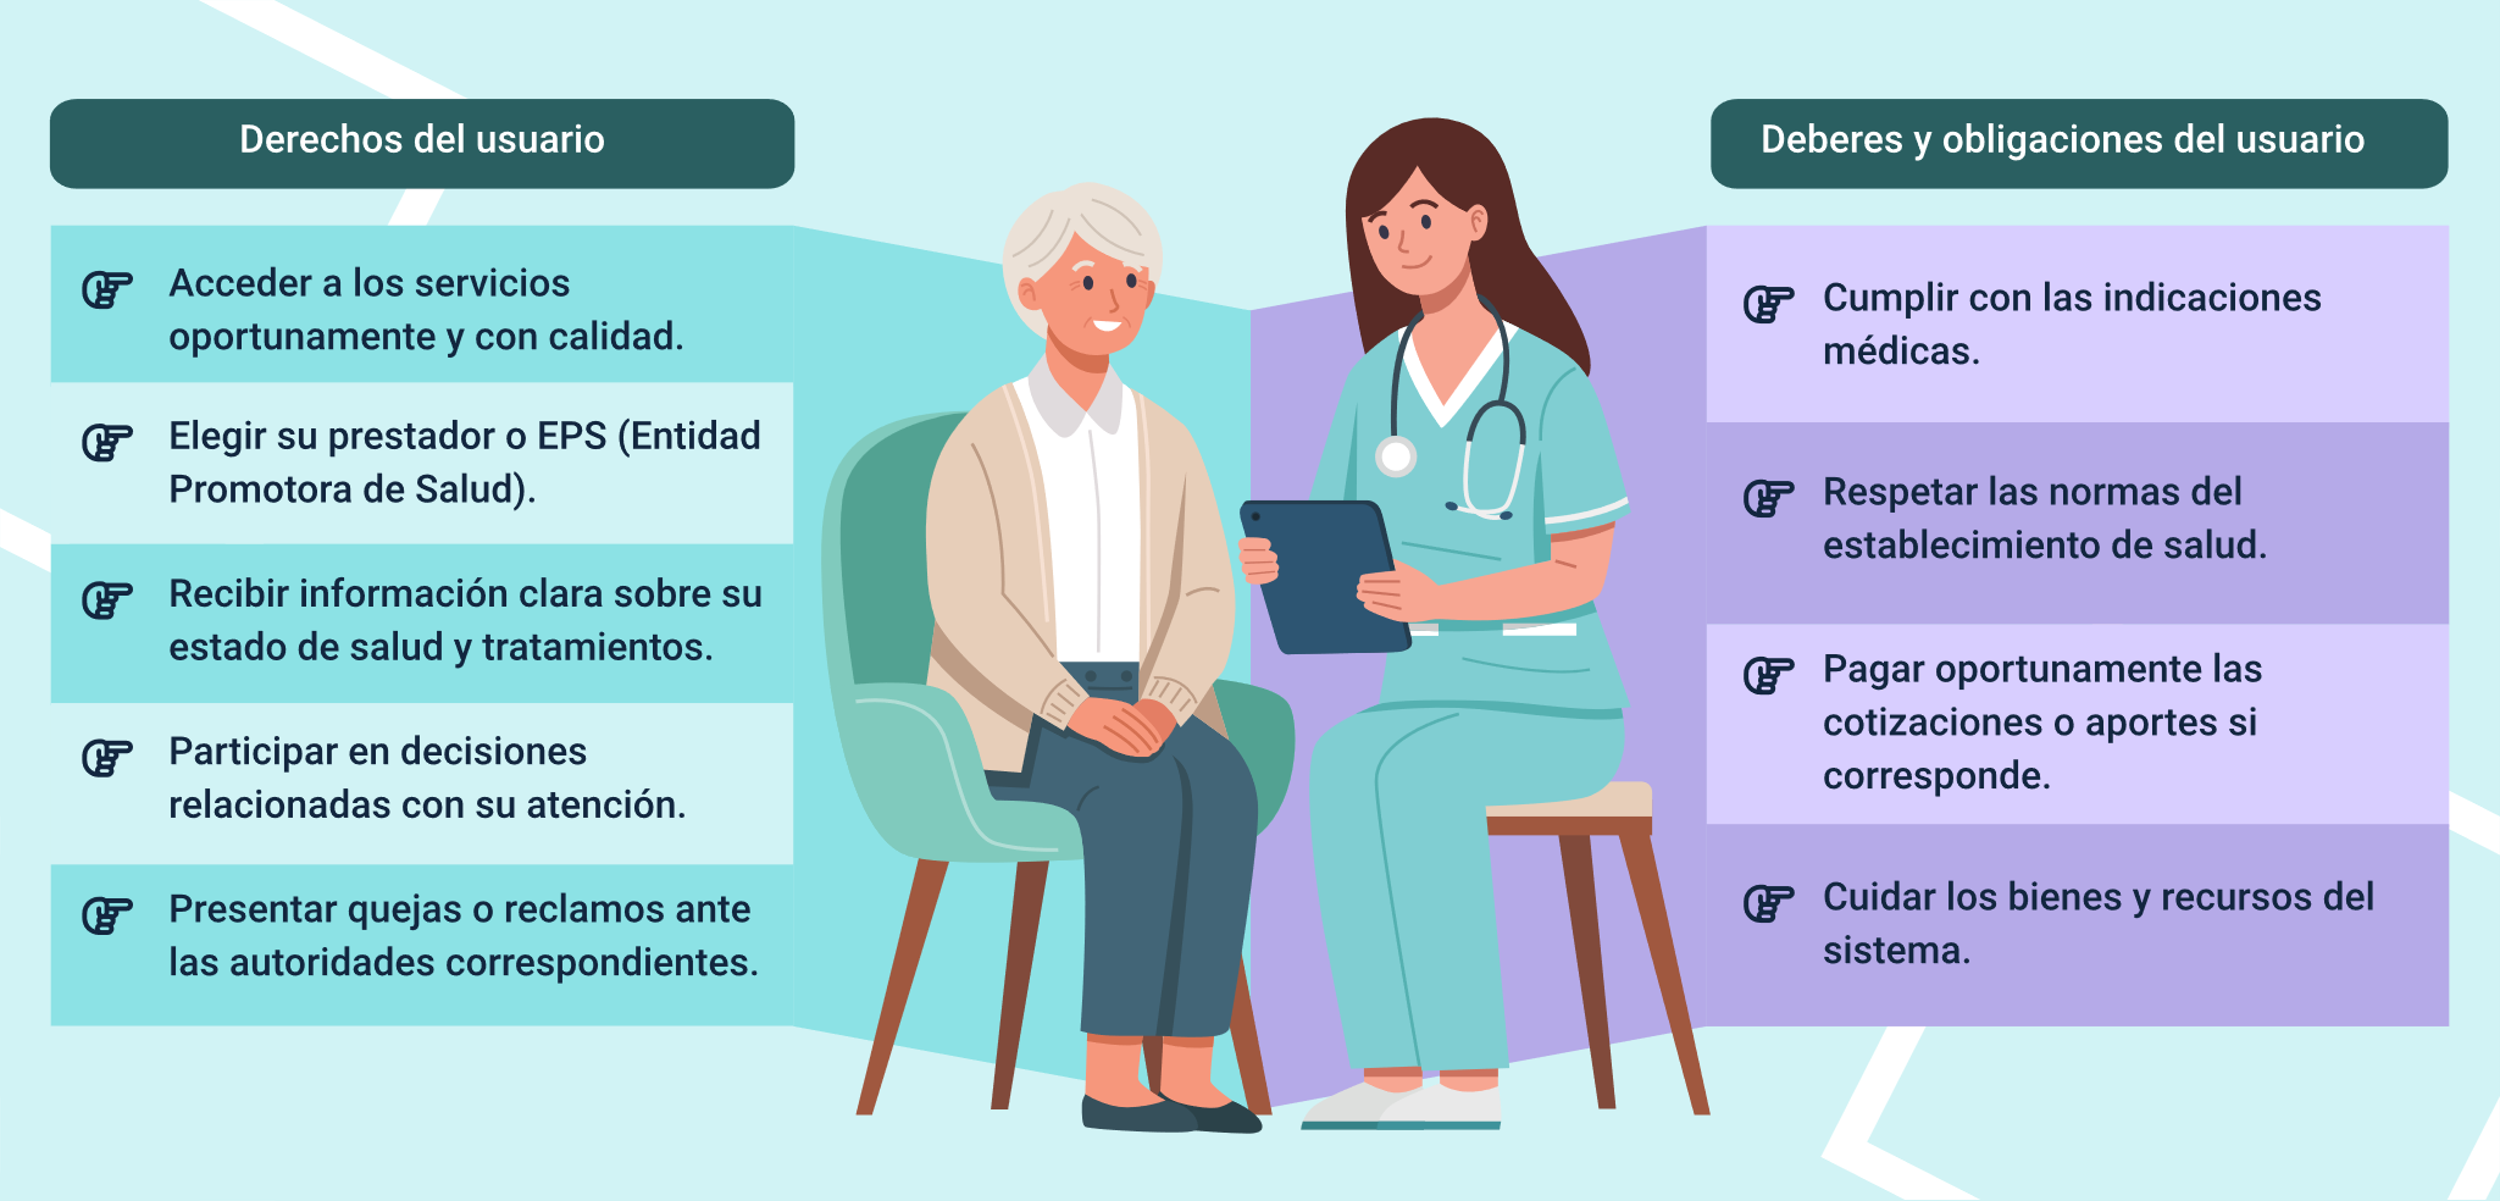 Derechos del usuario
Acceder a los servicios
oportunamente y con calidad.
Elegir su prestador o EPS (Entidad
Promotora de Salud).
Recibir información clara sobre su
estado de salud y tratamientos.
Participar en decisiones
relacionadas con su atención.
Presentar quejas o reclamos ante
las autoridades correspondientes.
Deberes y obligaciones del usuario
Cumplir con las indicaciones
médicas.
Respetar las normas del
establecimiento de salud.
Pagar oportunamente las
cotizaciones o aportes si
corresponde.
Cuidar los bienes y recursos del
sistema.